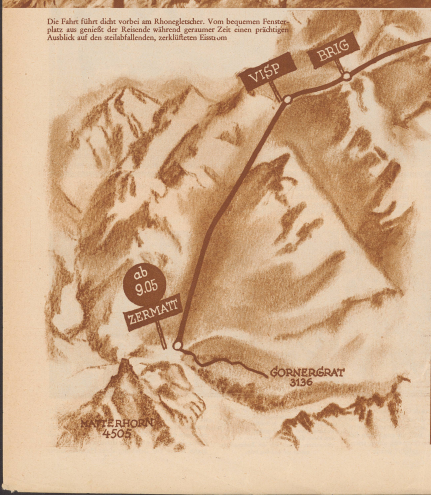 Die Fahrt führt dicht vorbei am Rhonegletscher. Vom bequemen Fenster-
platz aus genießt der Reisende während geraumer Zeit einen prächtigen
Ausblick auf den steilabfallenden, zerklüfteten Eisstrom
VISP
BRIG
ab
9.05
ZERMATT
GORNERGRAT
3136
MATTERHORN
4505